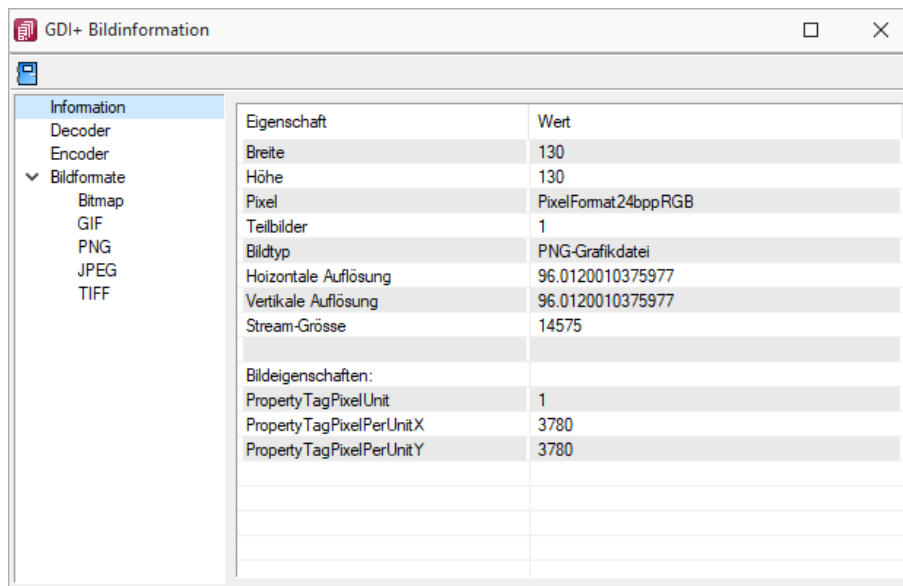 GDI+ Bildinformation
Information
Decoder
Encoder
Bildformate
Bitmap
GIF
PNG
JPEG
TIFF
Eigenschaft Wert
Breite 130
Höhe 130
Pixel PixelFormat24bppRGB
Teilbilder 1
Bildtyp PNG-Grafikdatei
Hoizontale Auflösung 96.0120010375977
Vertikale Auflösung 96.0120010375977
Stream-Grösse 14575
Bildeigenschaften:
PropertyTagPixelUnit 1
PropertyTagPixelPerUnitX 3780
PropertyTagPixelPerUnitY 3780